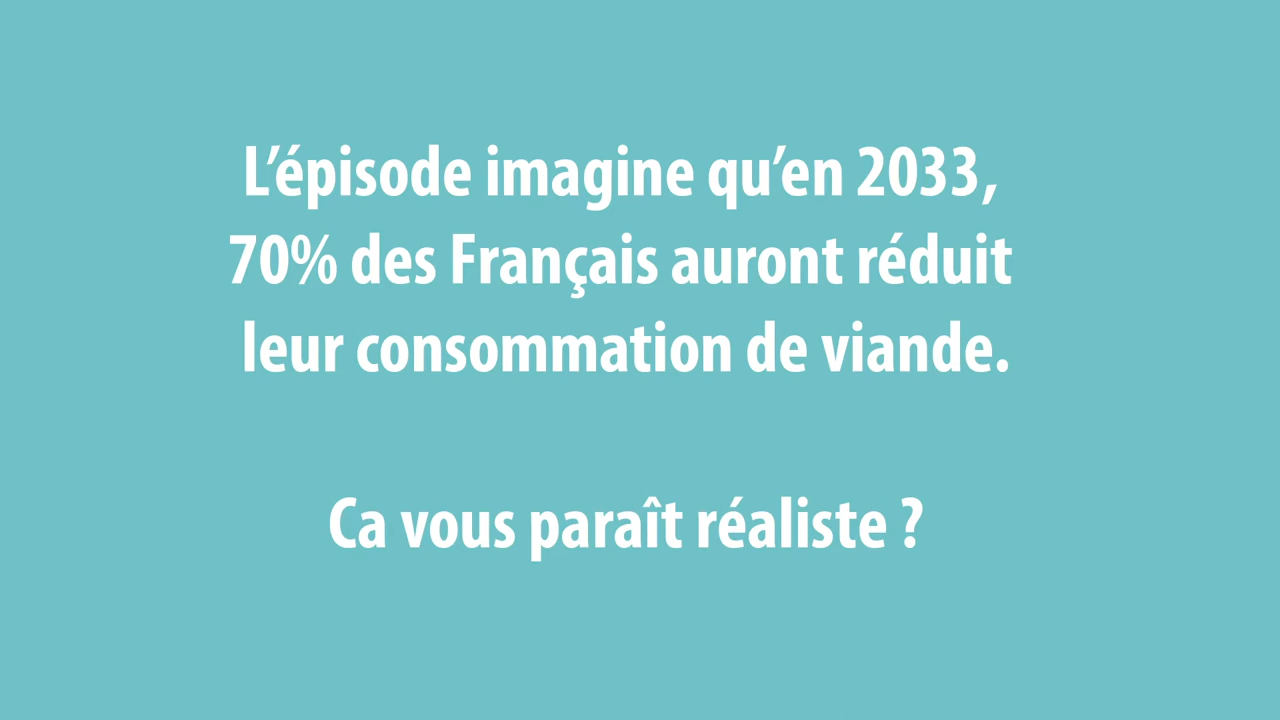 L’épisode imagine qu’en 2033,
70% des Français auront réduit
leur consommation de viande.
Ca vous paraît réaliste ?